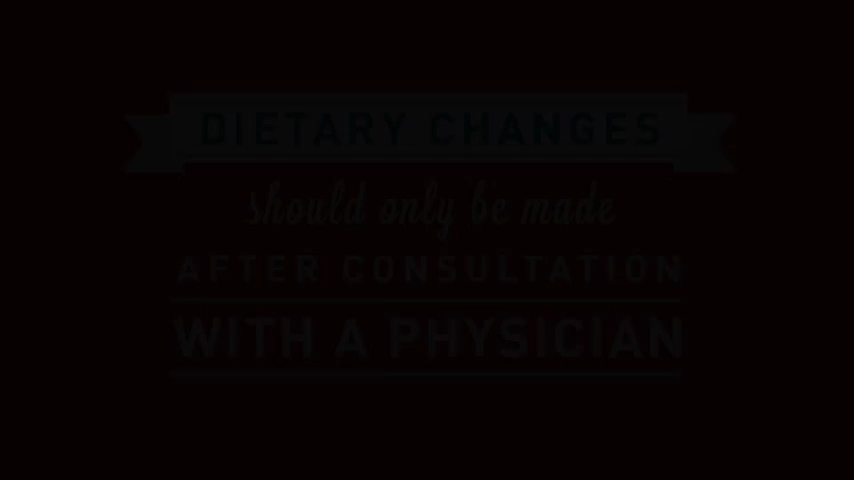 DIETARY CHANGES
should only be made
AFTER CONSULTATION
WITH A PHYSICIAN